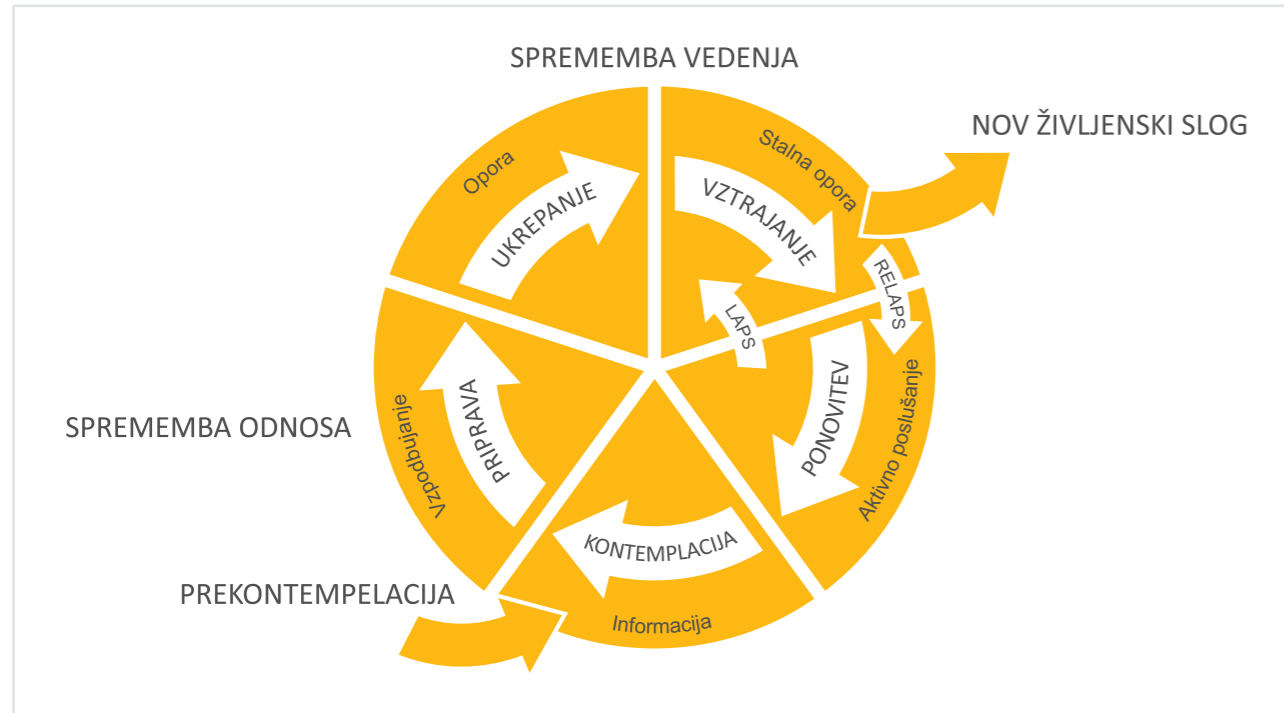 SPREMEMBA VEDENJA
NOV ŽIVLJENSKI SLOG
Opora
UKREPANJE
Stalna opora
VZTRAJANJE
RELAPS
LAPS
PONOVITEV
Aktivno poslušanje
SPREMEMBA ODNOSA
Vzpodbujanje
PRIPRAVA
KONTEMPLACIJA
Informacija
PREKONTEMPELACIJA